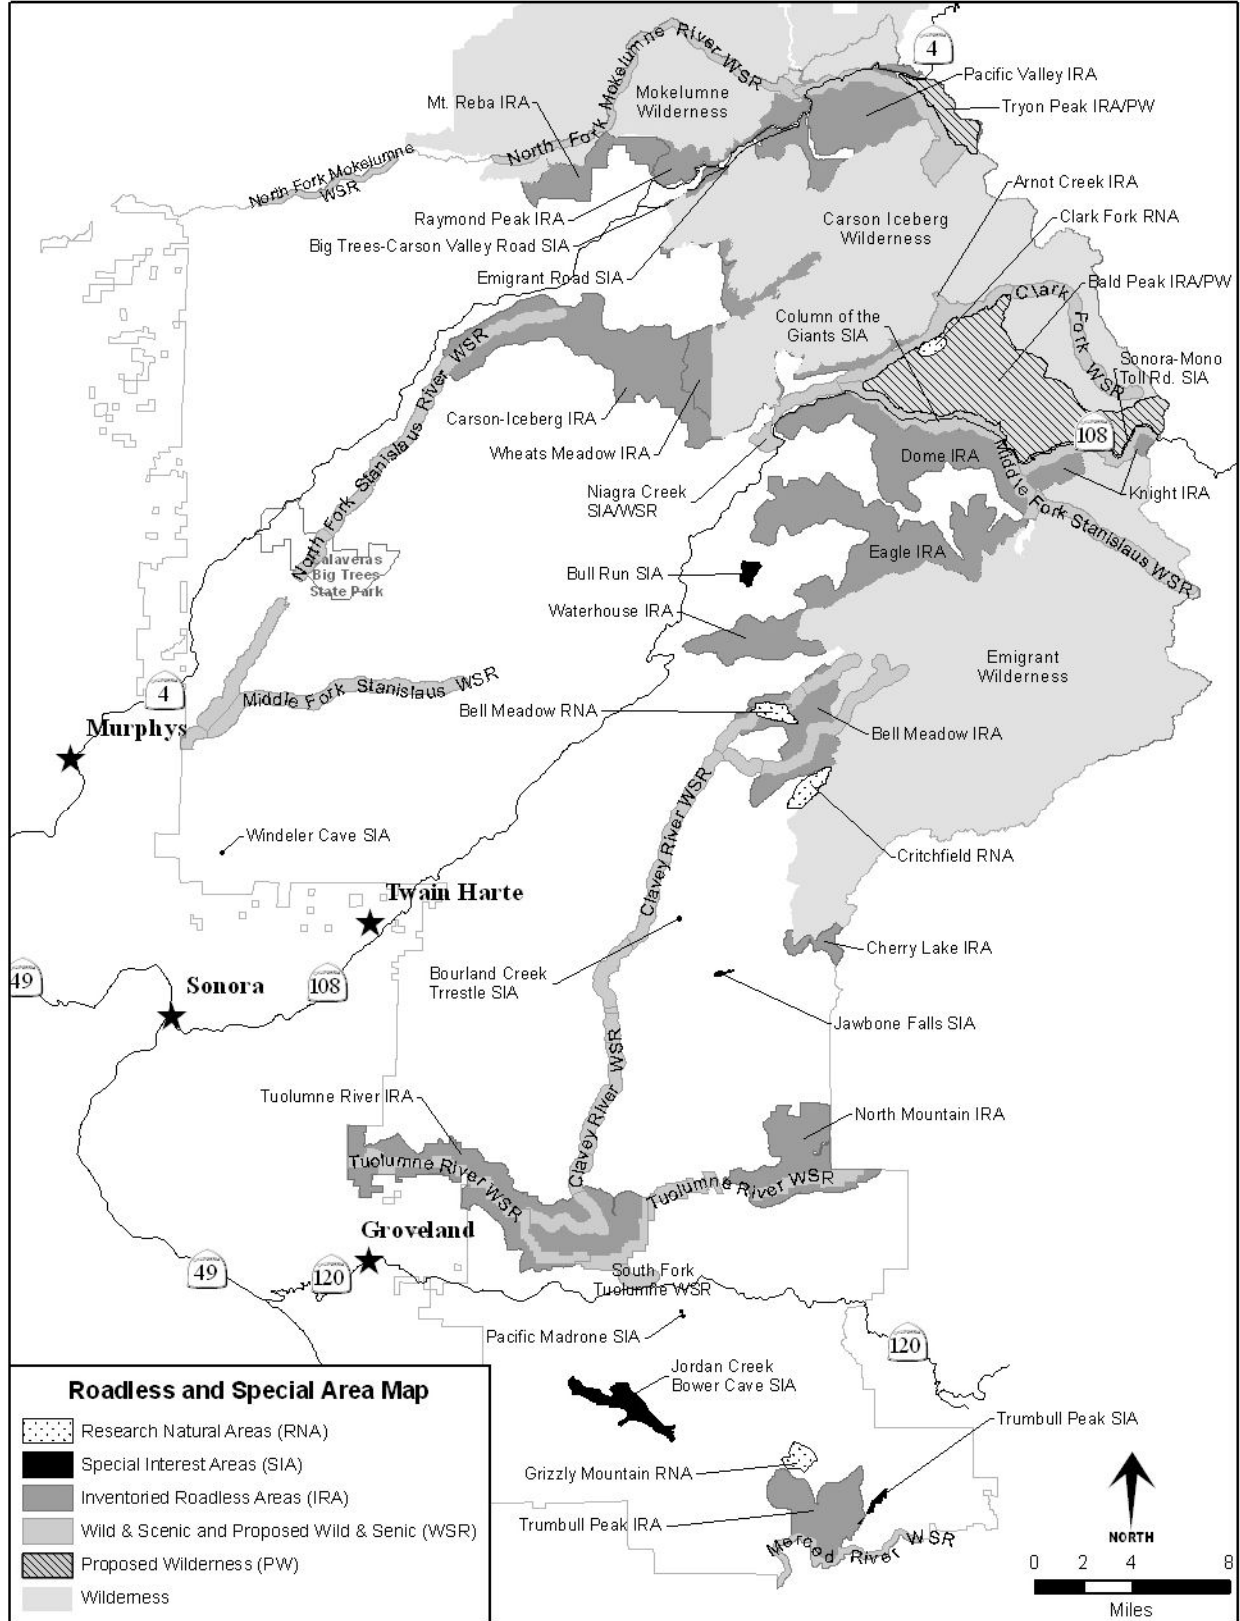 4
Pacific Valley IRA
Mokelumne
Wilderness
Mt. Reba IRA
Tryon Peak IRA/PW
North Fork Mokelumne River WSR
North Fork Mokelumne
WSR
Arnot Creek IRA
Raymond Peak IRA
Carson Iceberg
Wilderness
Clark Fork RNA
Big Trees-Carson Valley Road SIA
Emigrant Road SIA
Bald Peak IRA/PW
Clark Fork WSR
Column of the
Giants SIA
Sonora-Mono
Toll Rd. SIA
North Fork Stanislaus River WSR
Carson-Iceberg IRA
108
Wheats Meadow IRA
Dome IRA
Niagra Creek
SIA/WSR
Knight IRA
Middle Fork Stanislaus WSR
Eagle IRA
Calaveras
Big Trees
State Park
Bull Run SIA
Waterhouse IRA
Emigrant
Wilderness
4
Middle Fork Stanislaus WSR
Murphys
Bell Meadow RNA
Bell Meadow IRA
Clavey River WSR
Windeler Cave SIA
Critchfield RNA
Twain Harte
Cherry Lake IRA
49
Sonora
108
Bourland Creek
Trrestle SIA
Jawbone Falls SIA
Clavey River WSR
Tuolumne River IRA
North Mountain IRA
Tuolumne River WSR
Tuolumne River WSR
Groveland
49
120
South Fork
Tuolumne WSR
Pacific Madrone SIA
120
Jordan Creek
Bower Cave SIA
Trumbull Peak SIA
Grizzly Mountain RNA
Trumbull Peak IRA
Merced River WSR
Roadless and Special Area Map
Research Natural Areas (RNA)
Special Interest Areas (SIA)
Inventoried Roadless Areas (IRA)
Wild & Scenic and Proposed Wild & Senic (WSR)
Proposed Wilderness (PW)
Wilderness
NORTH
0 2 4 8
Miles